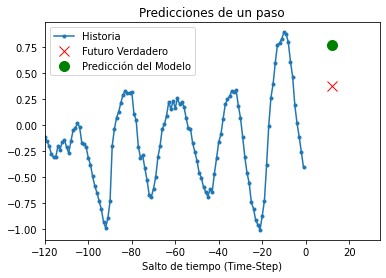 Predicciones de un paso
Historia
Futuro Verdadero
Predicción del Modelo
0.75
0.50
0.25
0.00
−0.25
−0.50
−0.75
−1.00
−120 −100 −80 −60 −40 −20 0 20
Salto de tiempo (Time-Step)